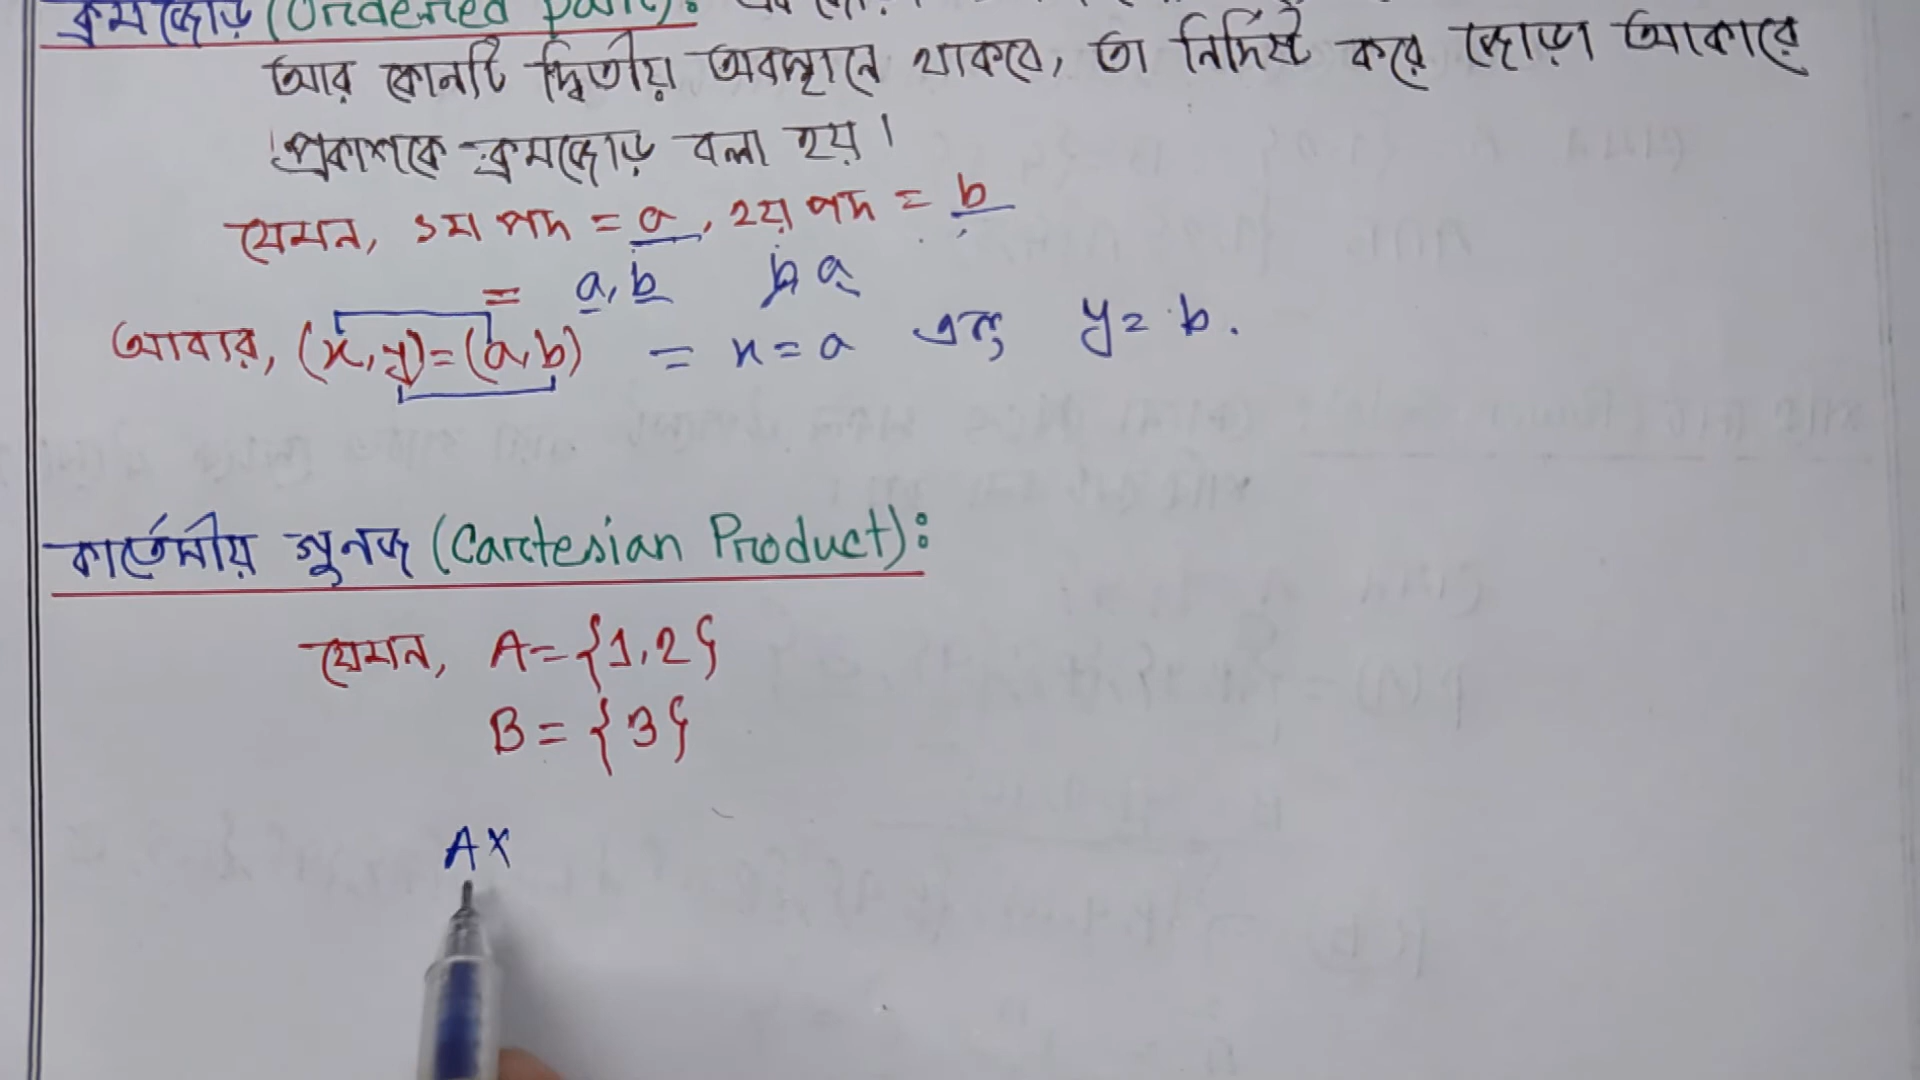 ক্রমজোড় (Ordered pair):
আর কোনটি দ্বিতীয় অবস্থানে থাকবে, তা নির্দিষ্ট করে জোড়া আকারে
প্রকাশকে ক্রমজোড় বলা হয়।
যেমন, ১ম পদ = a, ২য় পদ = b
= a, b b a
আবার, (x, y) = (a, b) = x = a এবং y = b.
কার্তেসীয় গুনজ (Cartesian Product):
যেমন, A = {1, 2}
B = {3}
A×